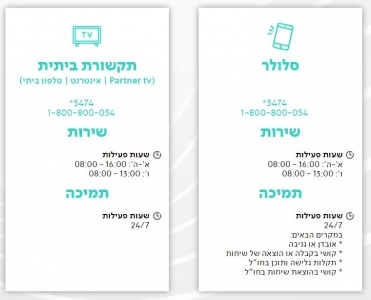 סלולר
*5474
1-800-800-054
שירות
שעות פעילות
א'-ה': 16:00 - 08:00
ו': 13:00 - 08:00
תמיכה
שעות פעילות
24/7
במקרים הבאים:
* אובדן או גניבה
* קושי בקבלה או הוצאה של שיחות
* תקלות גלישה ותוכן בחו"ל
* קושי בהוצאת שיחות בחו"ל
TV
תקשורת ביתית
(Partner tv | אינטרנט | טלפון ביתי)
*5474
1-800-800-054
שירות
שעות פעילות
א'-ה': 16:00 - 08:00
ו': 13:00 - 08:00
תמיכה
שעות פעילות
24/7